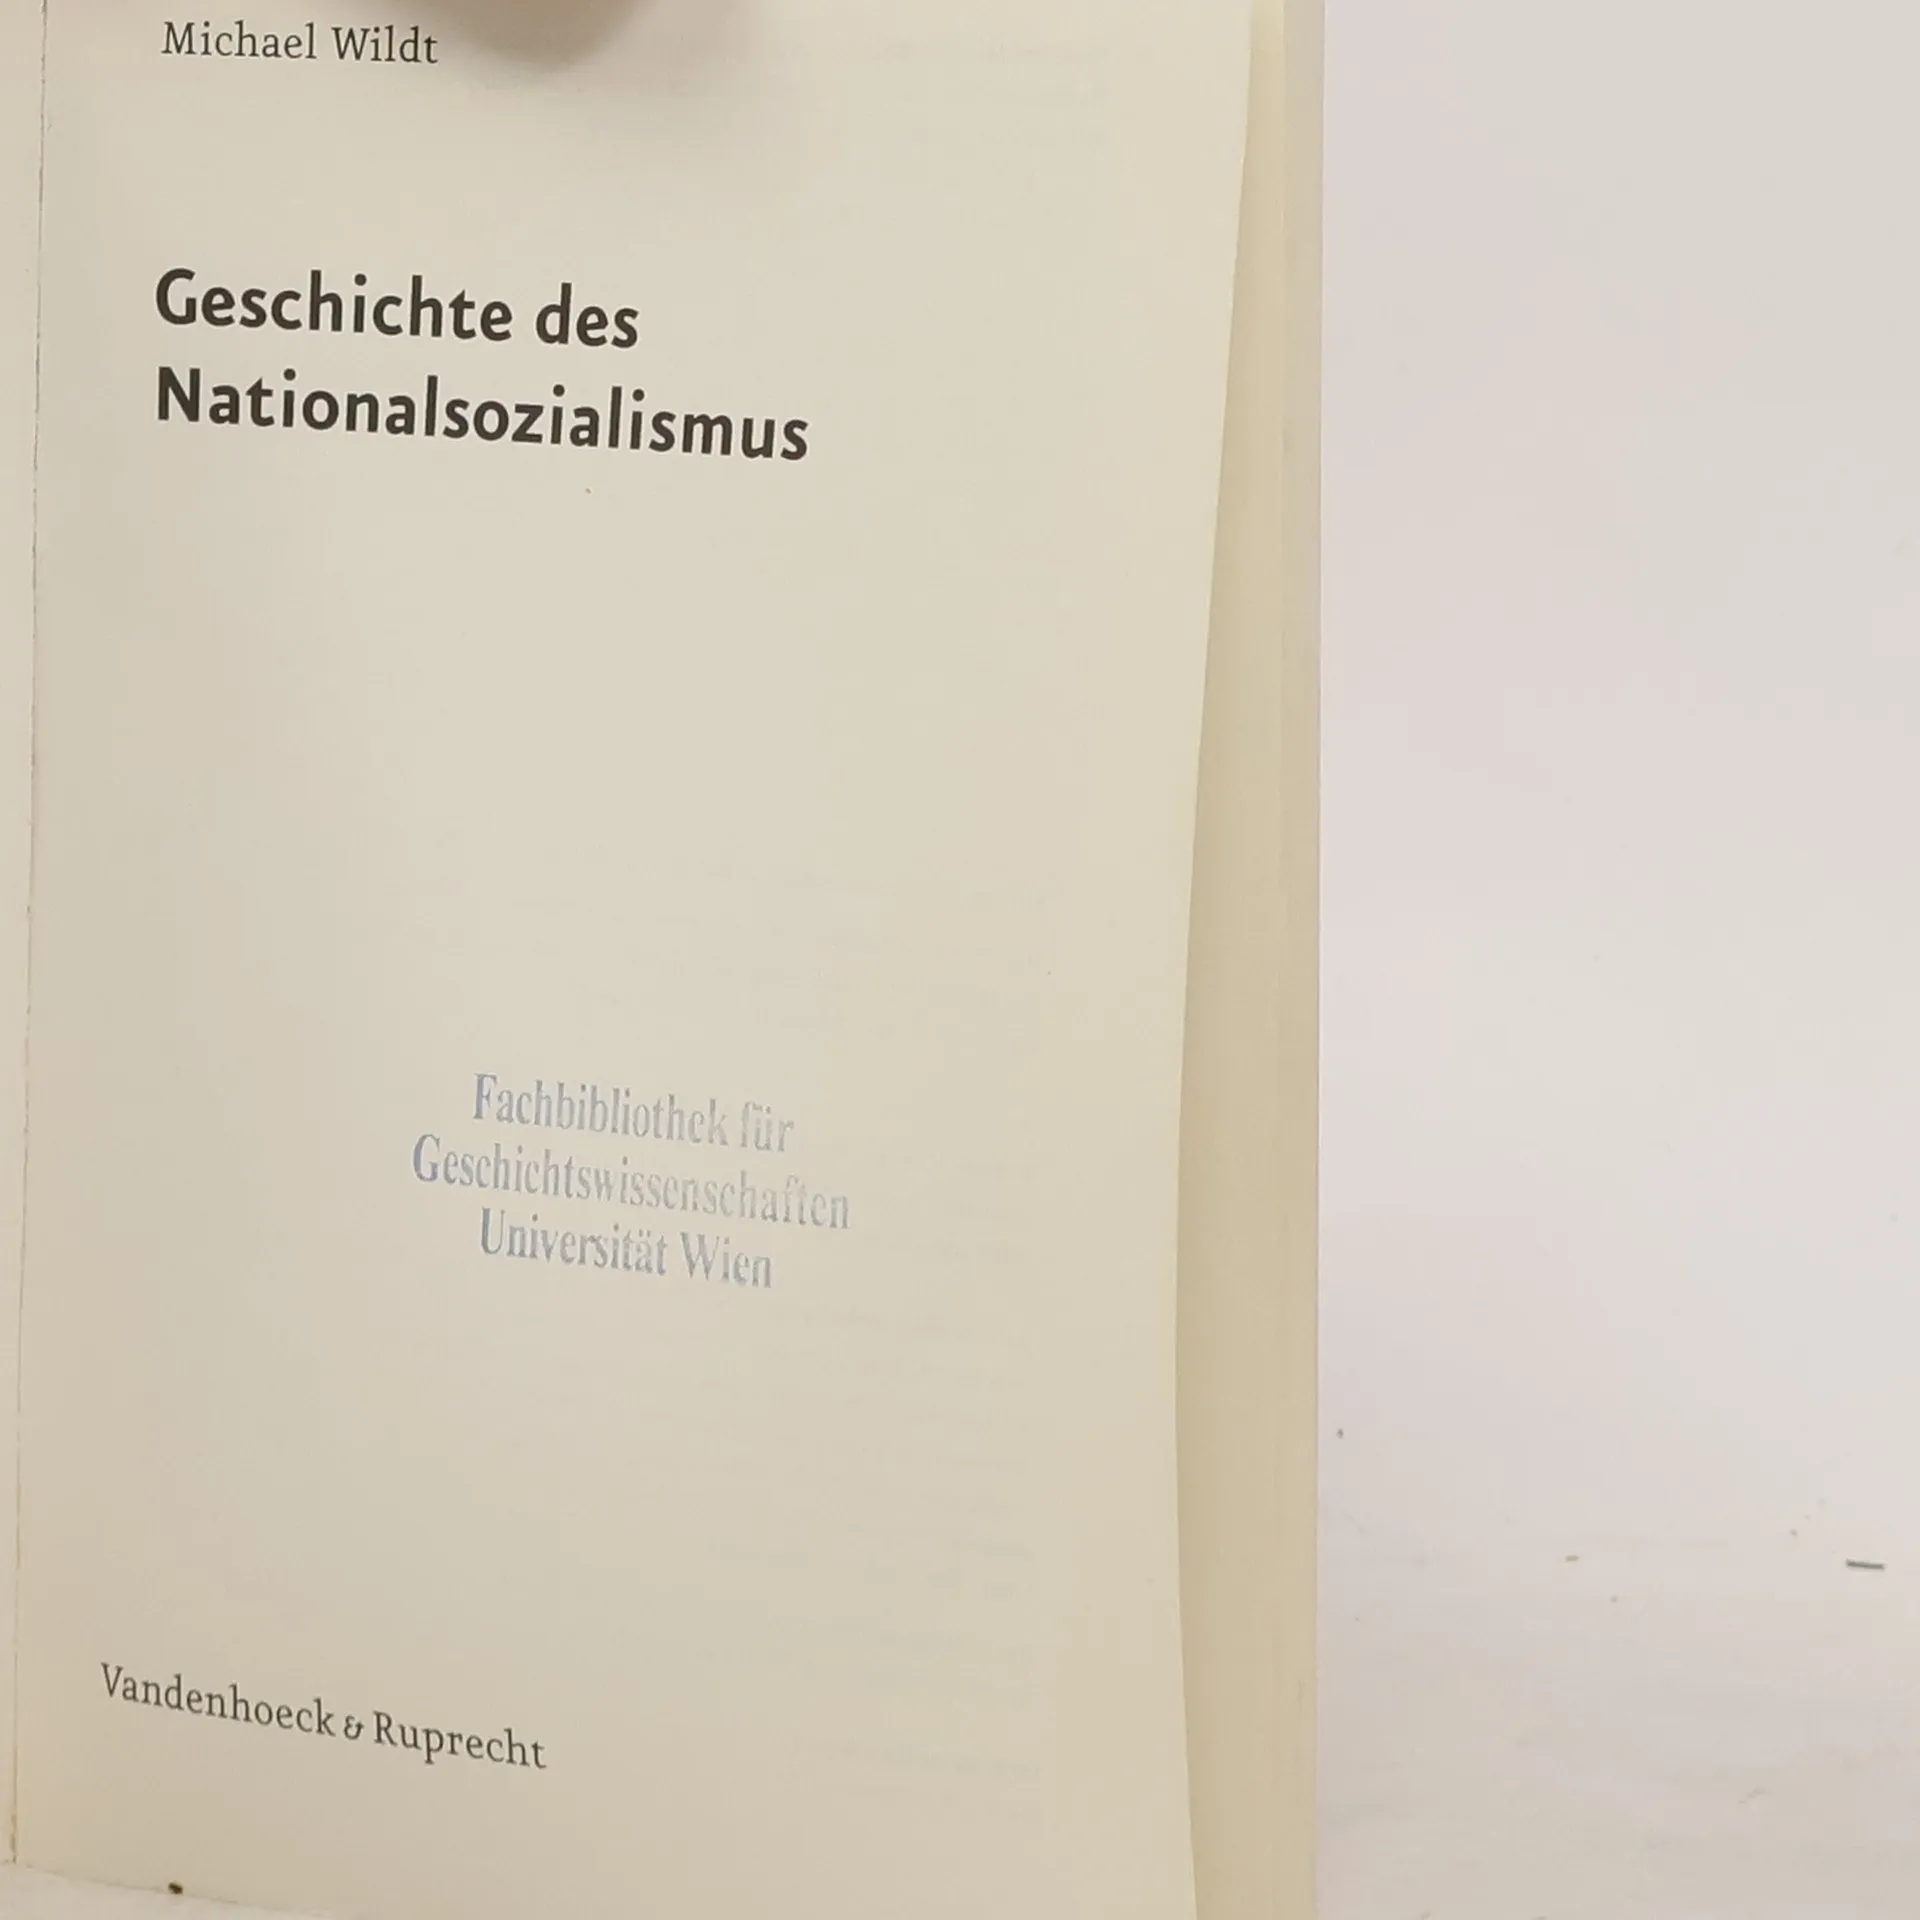 Michael Wildt
Geschichte des
Nationalsozialismus
Fachbibliothek für
Geschichtswissenschaften
Universität Wien
Vandenhoeck & Ruprecht